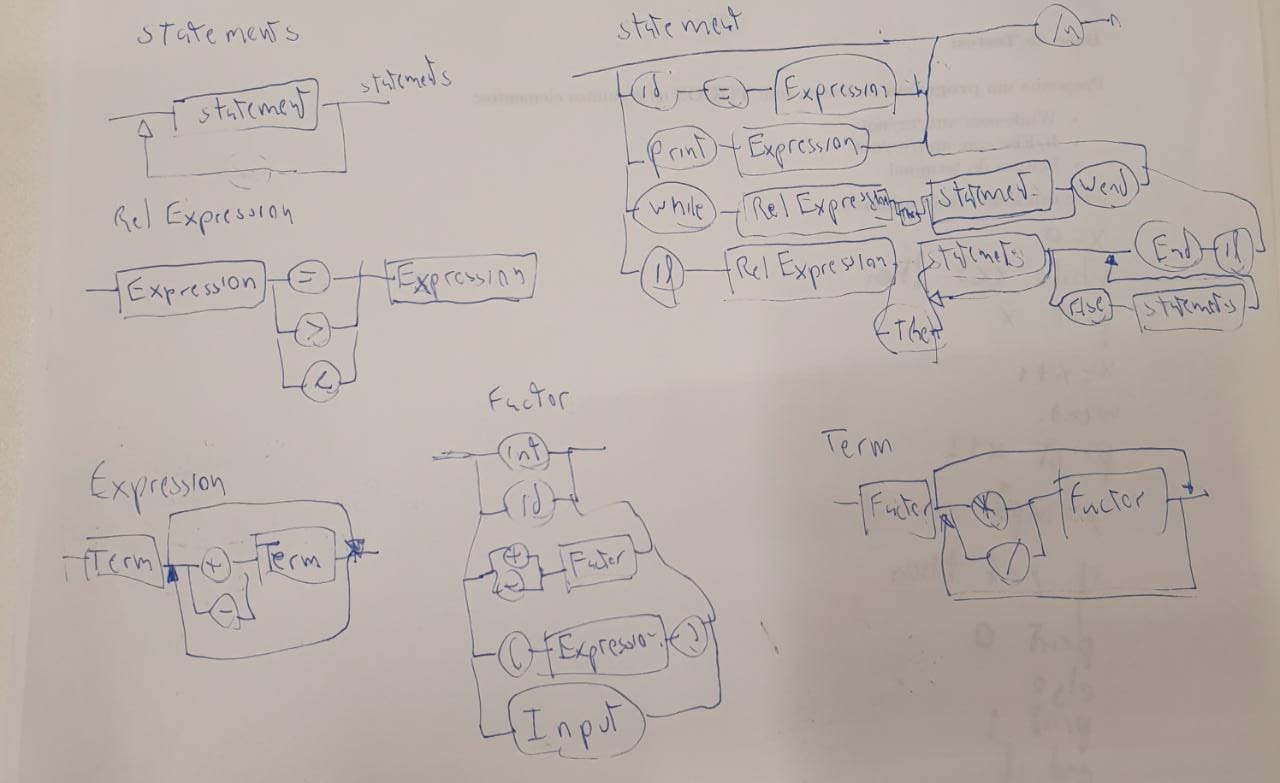 statements
statement
statements
Rel Expression
Expression
=
>
<
Expression
statement
/n
id = Expression
print Expression
while Rel Expression statement Wend
If Rel Expression Then statements End if
Else statements
Expression
Term + Term
-
Factor
int
id
+
-
Factor
( Expression )
Input
Term
Factor * Factor
/